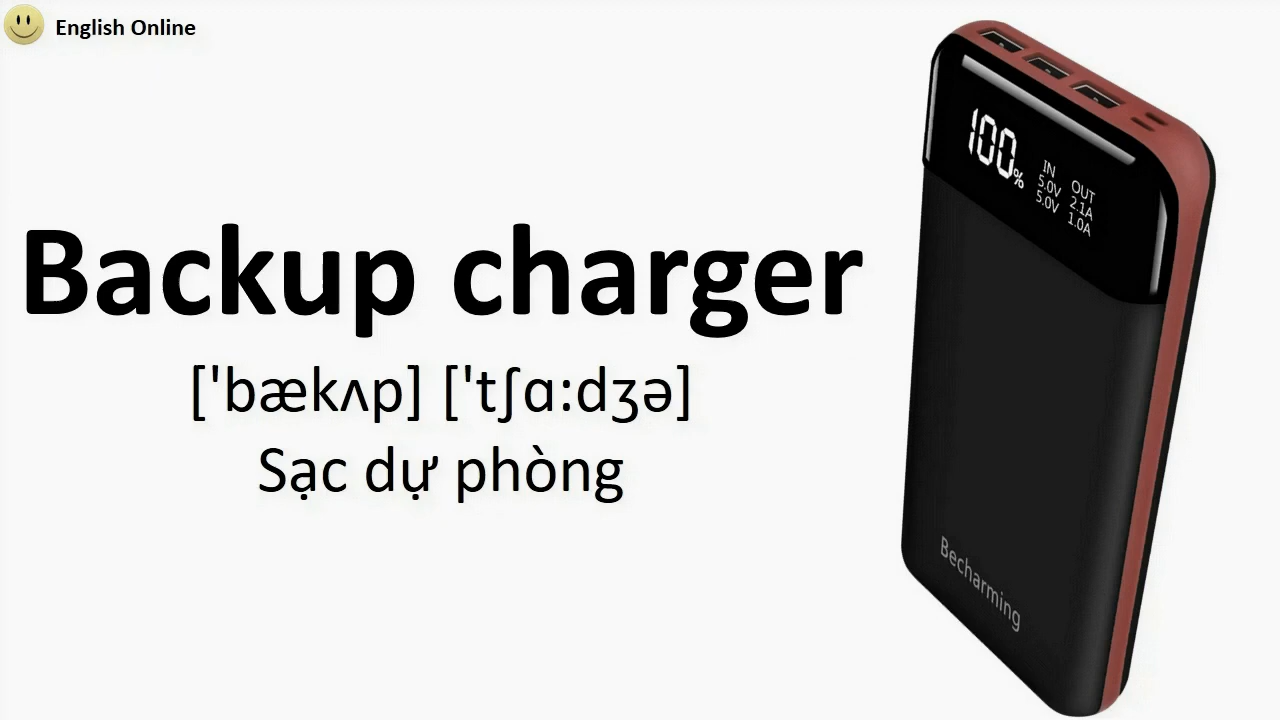 English Online
Backup charger
['bækʌp] ['tʃɑ:dʒə]
Sạc dự phòng
100%
IN OUT
5.0V 2.1A
5.0V 1.0A
Becharming